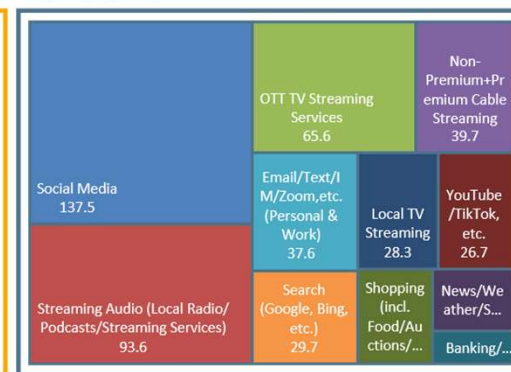 Social Media
137.5
Streaming Audio (Local Radio/
Podcasts/Streaming Services)
93.6
OTT TV Streaming
Services
65.6
Non-
Premium+Pr
emium Cable
Streaming
39.7
Email/Text/I
M/Zoom,etc.
(Personal &
Work)
37.6
Local TV
Streaming
28.3
YouTube
/TikTok,
etc.
26.7
Search
(Google, Bing,
etc.)
29.7
Shopping
(incl.
Food/Au
ctions/...
News/We
ather/S...
Banking/...